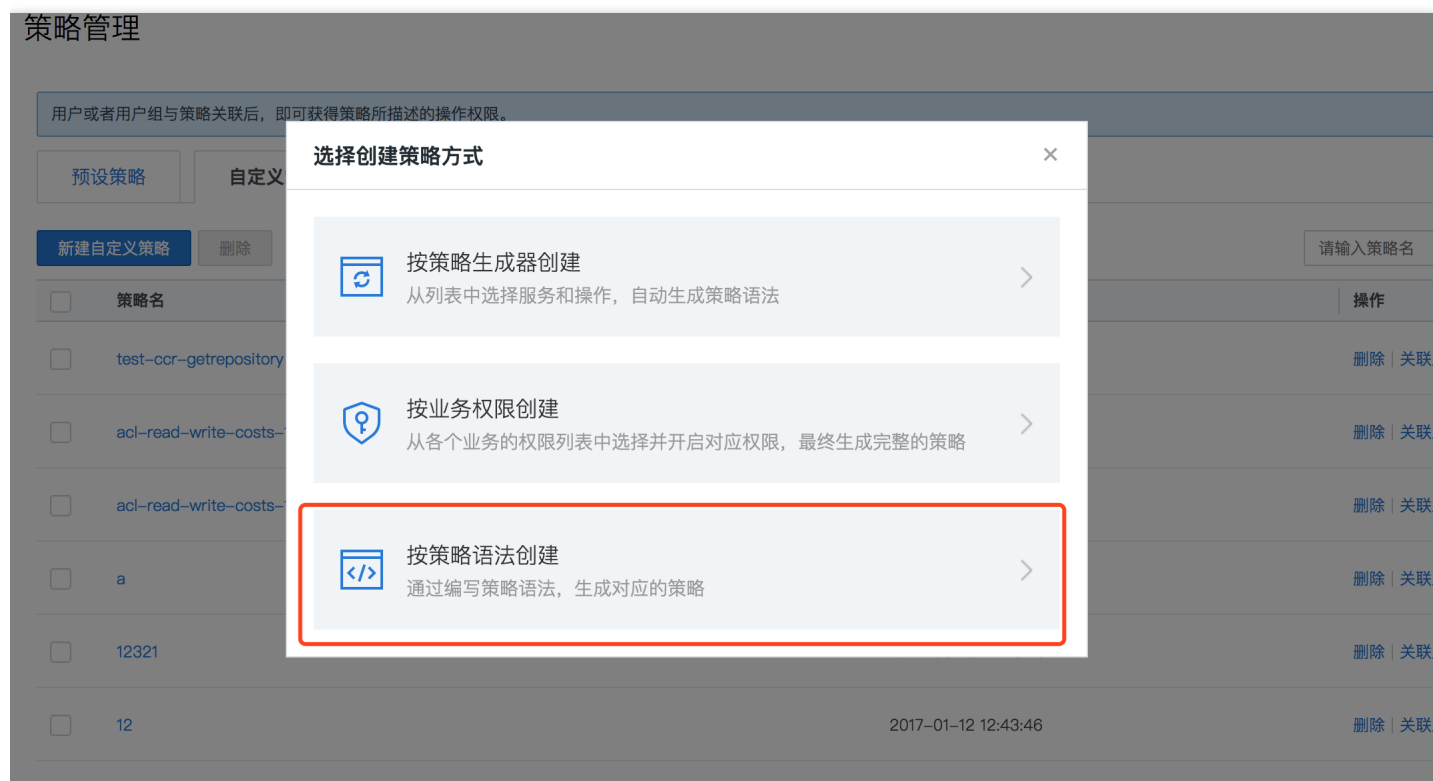 策略管理
用户或者用户组与策略关联后，即可获得策略所描述的操作权限。
预设策略
自定义
选择创建策略方式
×
新建自定义策略
删除
请输入策略名
按策略生成器创建
从列表中选择服务和操作，自动生成策略语法
策略名
操作
test-ccr-getrepository
删除 | 关联
按业务权限创建
从各个业务的权限列表中选择并开启对应权限，最终生成完整的策略
acl-read-write-costs-
删除 | 关联
acl-read-write-costs-
删除 | 关联
按策略语法创建
通过编写策略语法，生成对应的策略
</>
a
删除 | 关联
12321
删除 | 关联
12
2017-01-12 12:43:46
删除 | 关联